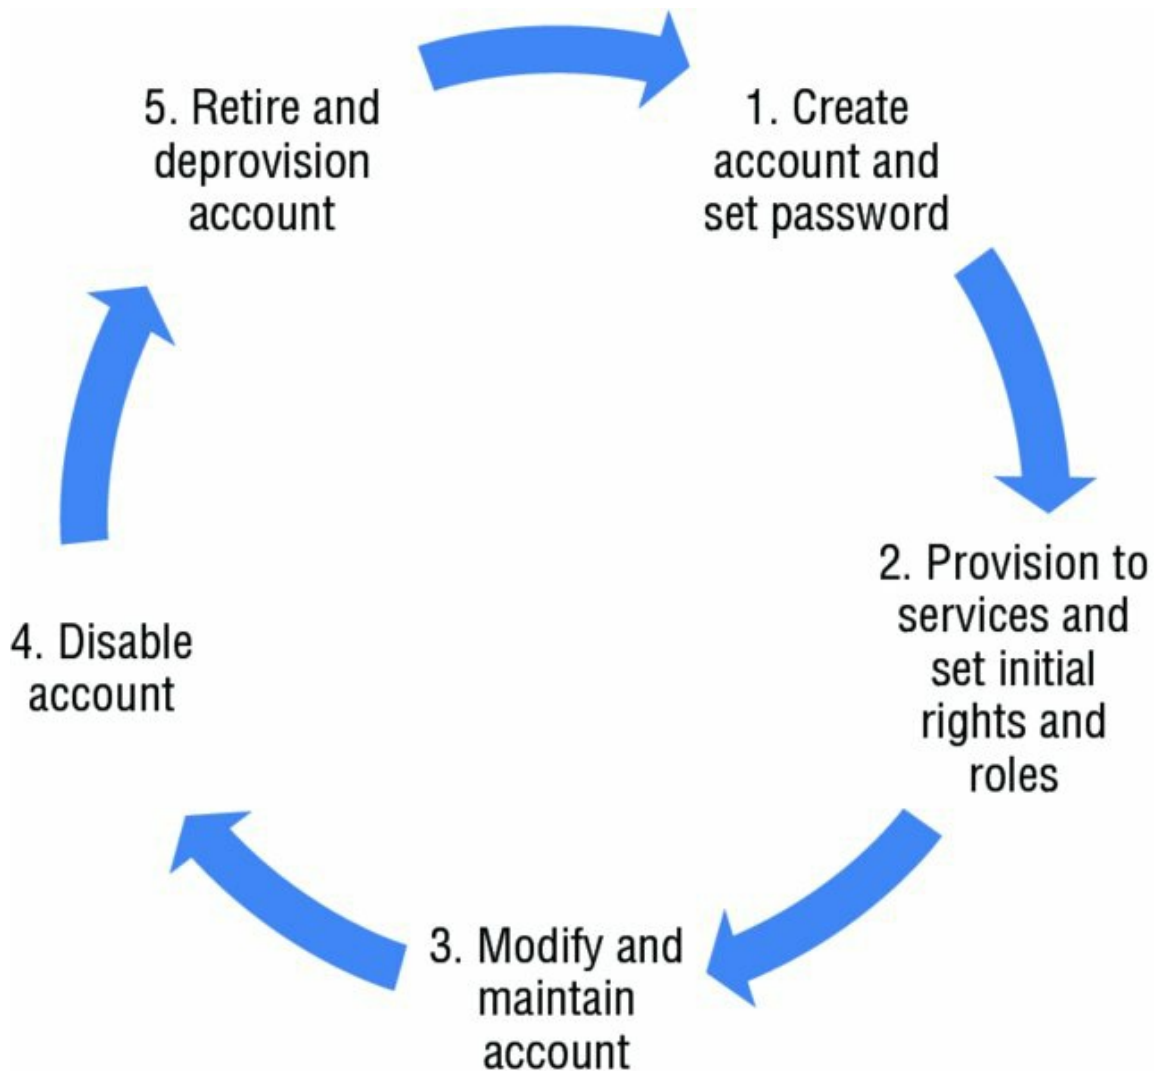 1. Create
account and
set password
2. Provision to
services and
set initial
rights and
roles
3. Modify and
maintain
account
4. Disable
account
5. Retire and
deprovision
account